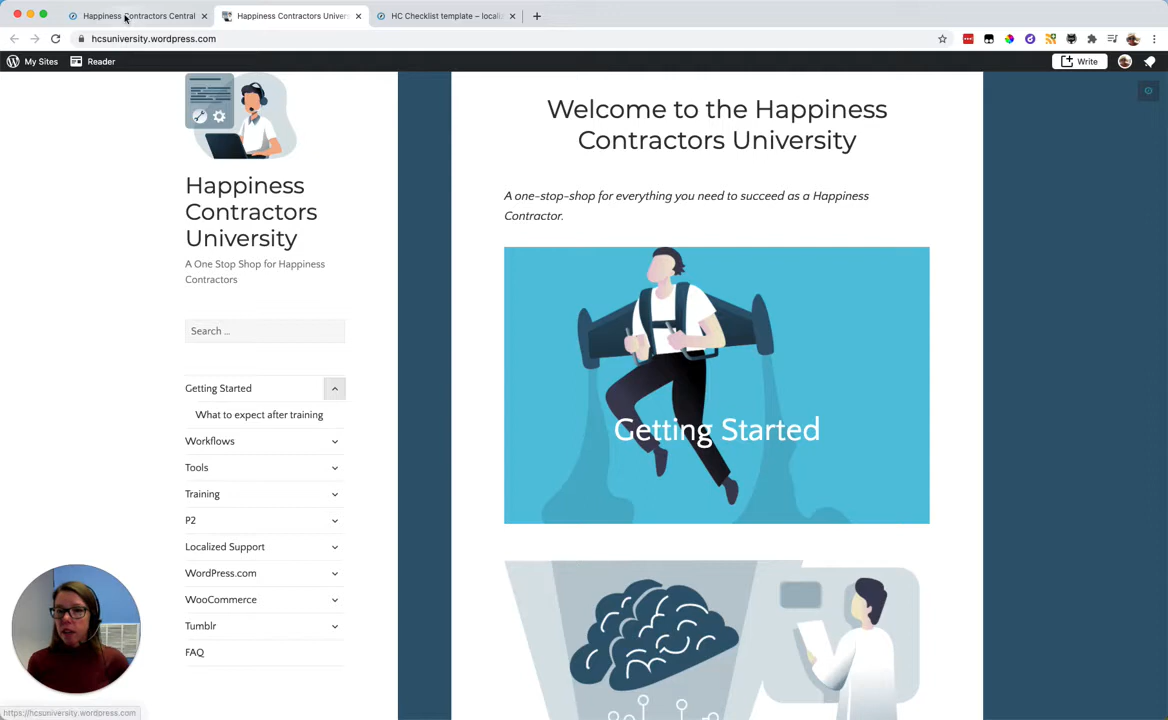 Happiness Contractors Central
Happiness Contractors Univers
HC Checklist template – locali
hcsuniversity.wordpress.com
My Sites
Reader
Write
Happiness
Contractors
University
A One Stop Shop for Happiness
Contractors
Search ...
Getting Started
What to expect after training
Workflows
Tools
Training
P2
Localized Support
WordPress.com
WooCommerce
Tumblr
FAQ
Welcome to the Happiness
Contractors University
A one-stop-shop for everything you need to succeed as a Happiness
Contractor.
Getting Started
https://hcsuniversity.wordpress.com